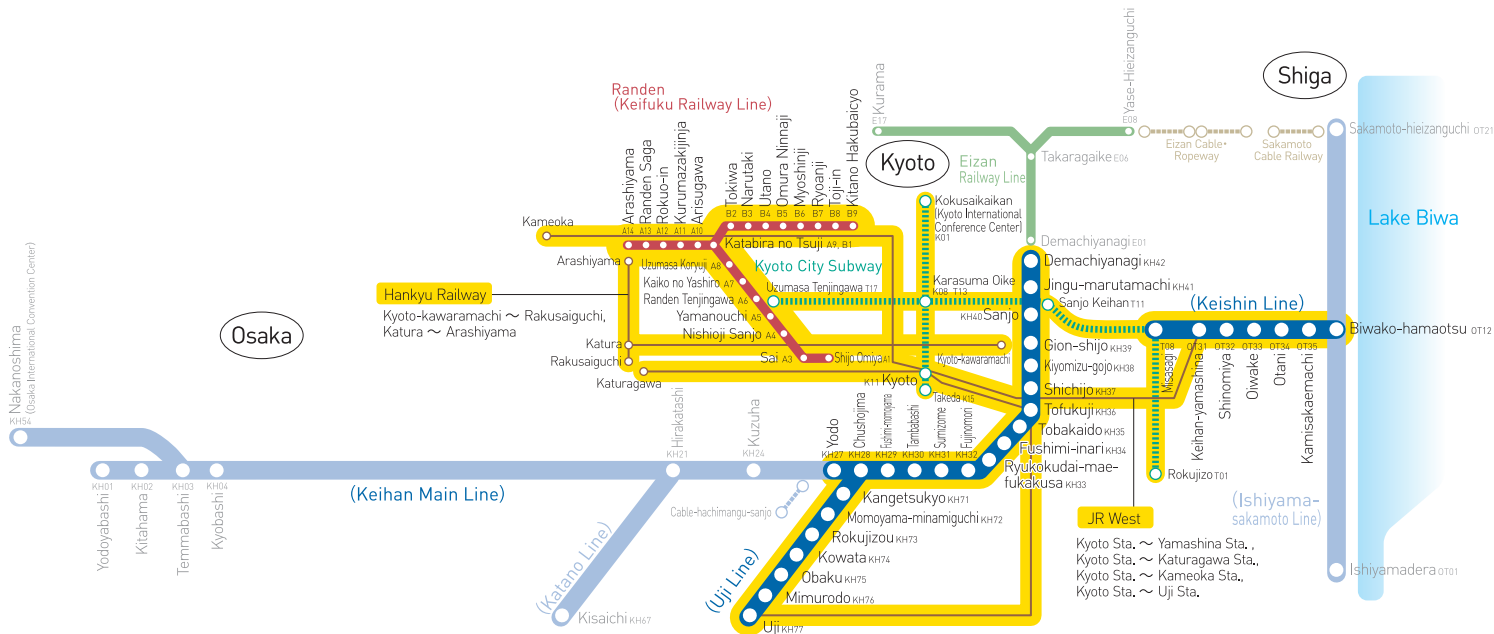 Shiga
Kyoto
Osaka
Lake Biwa
Randen
(Keifuku Railway Line)
Arashiyama A14
Randen Saga A13
Rokuo-in A12
Kurumazakijinja A11
Arisugawa A10
Tokiwa B2
Narutaki B3
Utano B4
Omura Ninnaji B5
Myoshinji B6
Ryoanji B7
Toji-in B8
Kitano Hakubaicyo B9
Katabira no Tsuji A9, B1
Uzumasa Koryuji A8
Kaiko no Yashiro A7
Randen Tenjingawa A6
Yamanouchi A5
Nishioji Sanjo A4
Sai A3
Shijo Omiya A1
Kyoto City Subway
Uzumasa Tenjingawa T17
Kokusaikaikan
(Kyoto International
Conference Center)
K01
Karasuma Oike
K08 T13
K11 Kyoto
Takeda K15
Sanjo Keihan T11
T08
Misasagi
Rokujizo T01
Eizan
Railway Line
Kurama
E17
Yase-Hieizanguchi
E08
Takaragaike E06
Demachiyanagi E01
Eizan Cable・
Ropeway
Sakamoto
Cable Railway
Kameoka
Arashiyama
Katura
Rakusaiguchi
Katuragawa
Kyoto-kawaramachi
Hankyu Railway
Kyoto-kawaramachi ～ Rakusaiguchi,
Katura ～ Arashiyama
Demachiyanagi KH42
Jingu-marutamachi KH41
KH40 Sanjo
Gion-shijo KH39
Kiyomizu-gojo KH38
Shichijo KH37
Tofukuji KH36
Tobakaido KH35
Fushimi-inari KH34
Ryukokudai-mae-
fukakusa KH33
Fujinomori KH32
Sumizome KH31
Tambabashi KH30
Fushimi-momojama KH29
Chushojima KH28
Yodo KH27
Kuzuha KH24
Hirakatashi KH21
Kyobashi KH04
Temmabashi KH03
Kitahama KH02
Yodoyabashi KH01
Nakanoshima
(Osaka International Convention Center)
KH54
(Keihan Main Line)
(Katano Line)
Kisaichi KH67
Cable-hachimangu-sanjo
(Uji Line)
Kangetsukyo KH71
Momoyama-minamiguchi KH72
Rokujizou KH73
Kowata KH74
Obaku KH75
Mimurodo KH76
Uji KH77
(Keishin Line)
Keihan-yamashina OT31
Shinomiya OT32
Oiwake OT33
Otani OT34
Kamisakaemachi OT35
Biwako-hamaotsu OT12
Sakamoto-hieizanguchi OT21
(Ishiyama-
sakamoto Line)
Ishiyamadera OT01
JR West
Kyoto Sta. ～ Yamashina Sta. ,
Kyoto Sta. ～ Katuragawa Sta.,
Kyoto Sta. ～ Kameoka Sta.,
Kyoto Sta. ～ Uji Sta.